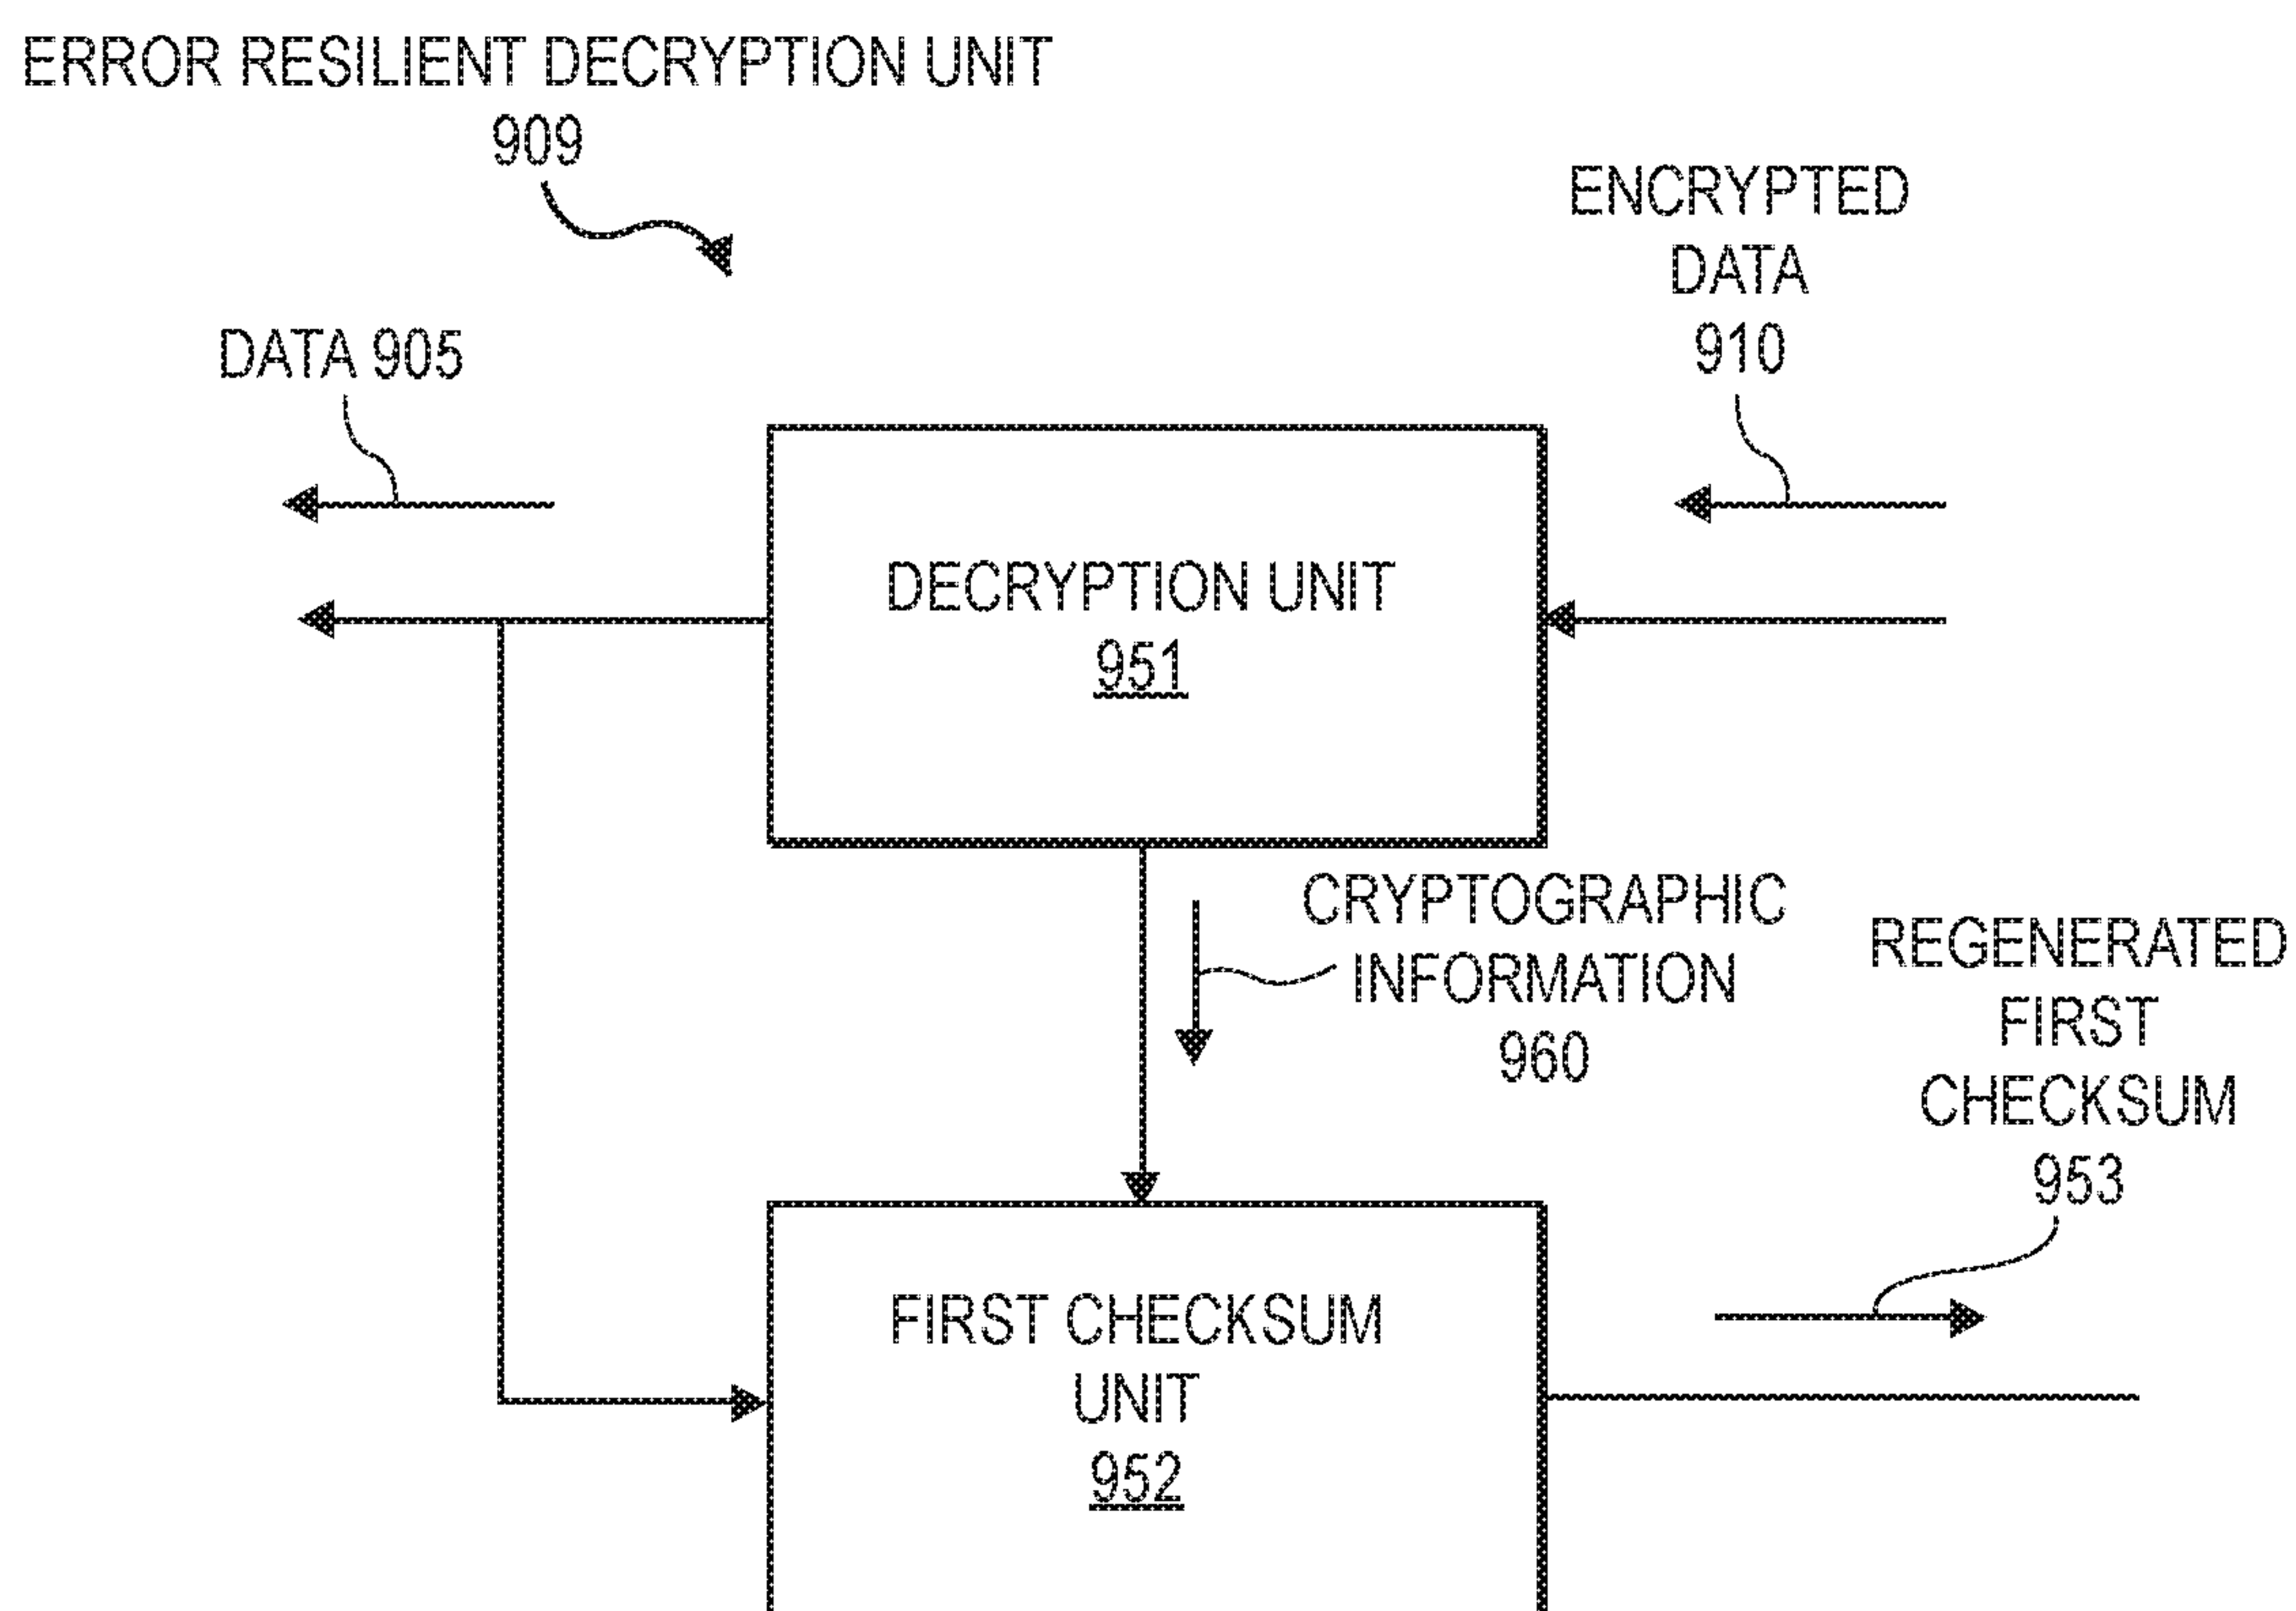 ERROR RESILIENT DECRYPTION UNIT
909
ENCRYPTED
DATA
910
DATA 905
DECRYPTION UNIT
951
CRYPTOGRAPHIC
INFORMATION
960
REGENERATED
FIRST
CHECKSUM
953
FIRST CHECKSUM
UNIT
952